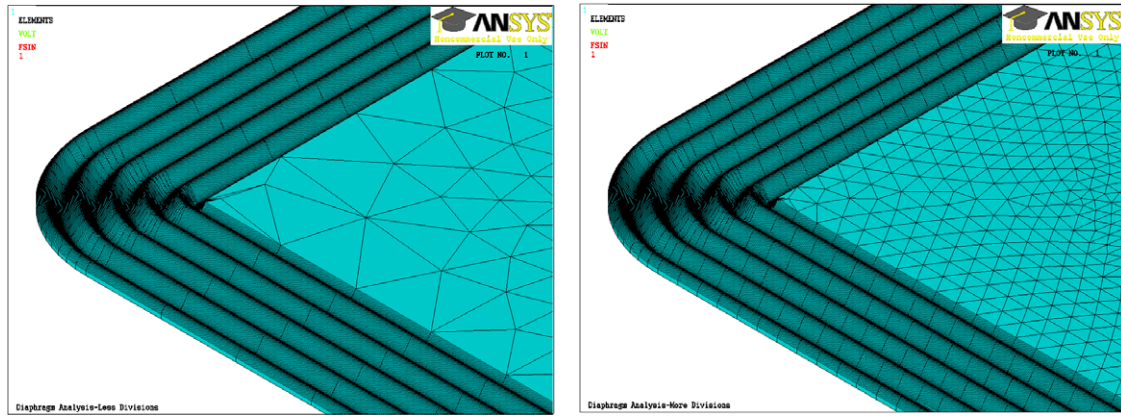 1
ELEMENTS
VOLT
FSIN
1
ANSYS
Noncommercial Use Only
PLOT NO. 1
Diaphragm Analysis-Less Divisions
1
ELEMENTS
VOLT
FSIN
1
ANSYS
Noncommercial Use Only
PLOT NO. 1
Diaphragm Analysis-More Divisions